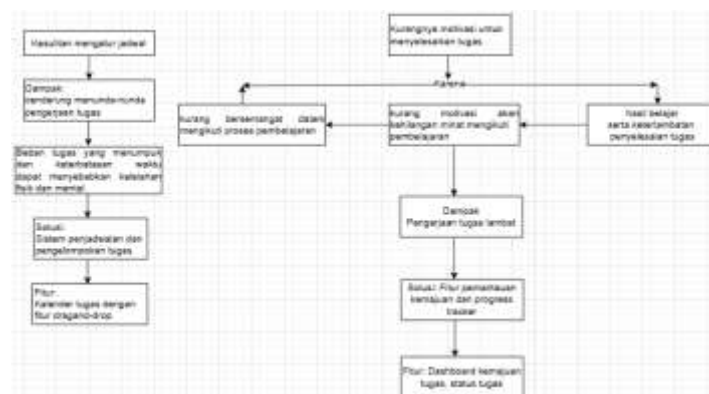 Kesulitan mengatur jadwal
Dampak:
cenderung menunda-nunda
pengerjaan tugas
Beban tugas yang menumpuk
dan keterbatasan waktu
dapat menyebabkan kelelahan
fisik dan mental
Solusi:
Sistem penjadwalan dan
pengelompokan tugas
Fitur:
Kalender tugas dengan
fitur dragand-drop
Kurangnya motivasi untuk
menyelesaikan tugas
Karena
kurang bersemangat dalam
mengikuti proses pembelajaran
kurang motivasi akan
kehilangan minat mengikuti
pembelajaran
hasil belajar
serta keterlambatan
penyelesaian tugas
Dampak
Pengerjaan tugas lambat
Solusi: Fitur pemantauan
kemajuan dan progress
tracker
Fitur: Dashboard kemajuan
tugas, status tugas